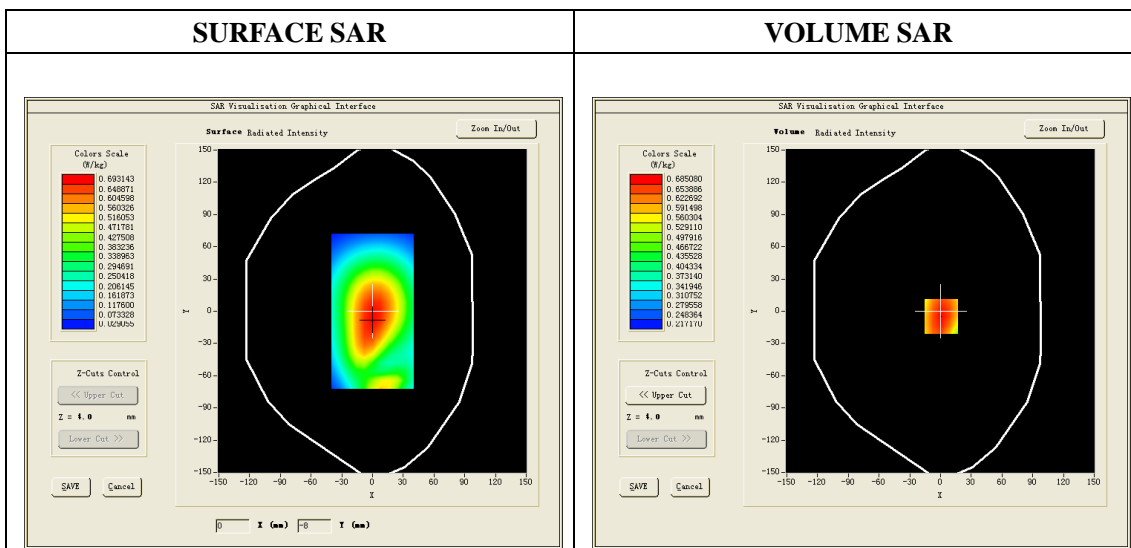 SURFACE SAR
VOLUME SAR
SAR Visualisation Graphical Interface
Surface Radiated Intensity
Zoom In/Out
Colors Scale
(W/kg)
0.693143
0.648871
0.604598
0.560326
0.516053
0.471781
0.427508
0.383236
0.338963
0.294691
0.250418
0.206145
0.161873
0.117600
0.073328
0.029055
150
120
90
60
30
0
-30
-60
-90
-120
-150
Y
-150 -120 -90 -60 -30 0 30 60 90 120 150
X
Z-Cuts Control
<< Upper Cut
Z = 4.0 mm
Lower Cut >>
SAVE Cancel
0 X (mm) -8 Y (mm)
SAR Visualisation Graphical Interface
Volume Radiated Intensity
Zoom In/Out
Colors Scale
(W/kg)
0.685080
0.653886
0.622692
0.591498
0.560304
0.529110
0.497916
0.466722
0.435528
0.404334
0.373140
0.341946
0.310752
0.279558
0.248364
0.217170
150
120
90
60
30
0
-30
-60
-90
-120
-150
Y
-150 -120 -90 -60 -30 0 30 60 90 120 150
X
Z-Cuts Control
<< Upper Cut
Z = 4.0 mm
Lower Cut >>
SAVE Cancel